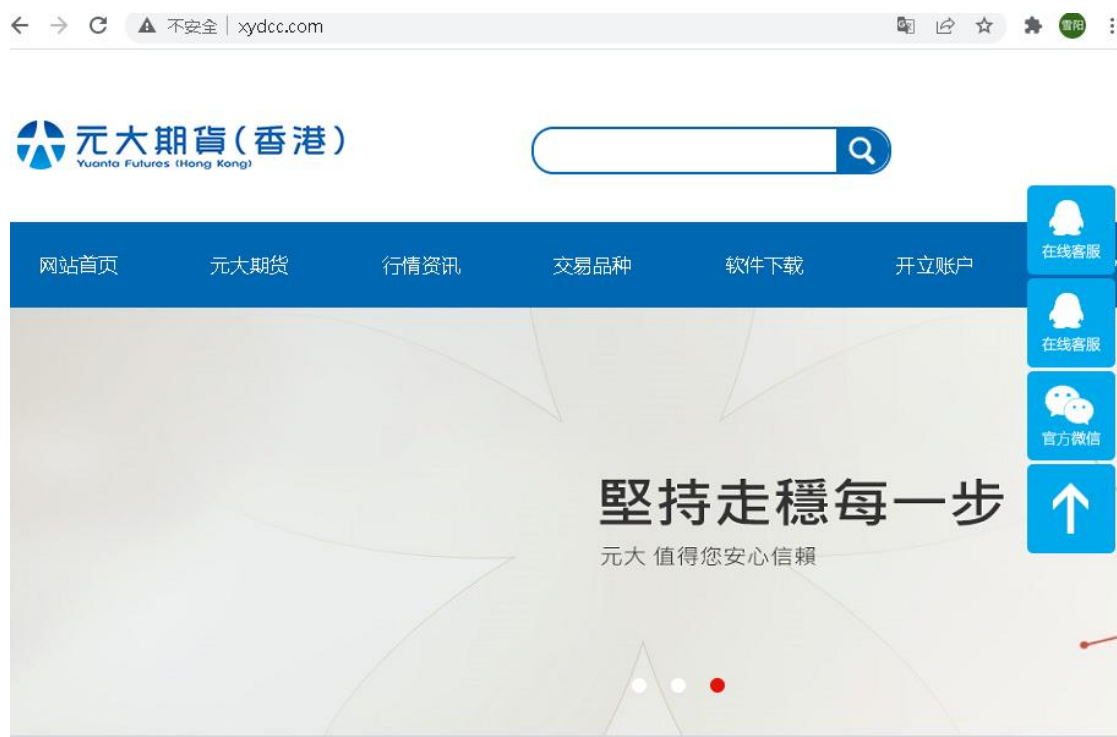 不安全 xydcc.com
雪阳
元大期貨(香港)
Yuanta Futures (Hong Kong)
在线客服
网站首页 元大期货 行情资讯 交易品种 软件下载 开立账户
在线客服
官方微信
堅持走穩每一步
元大 值得您安心信賴